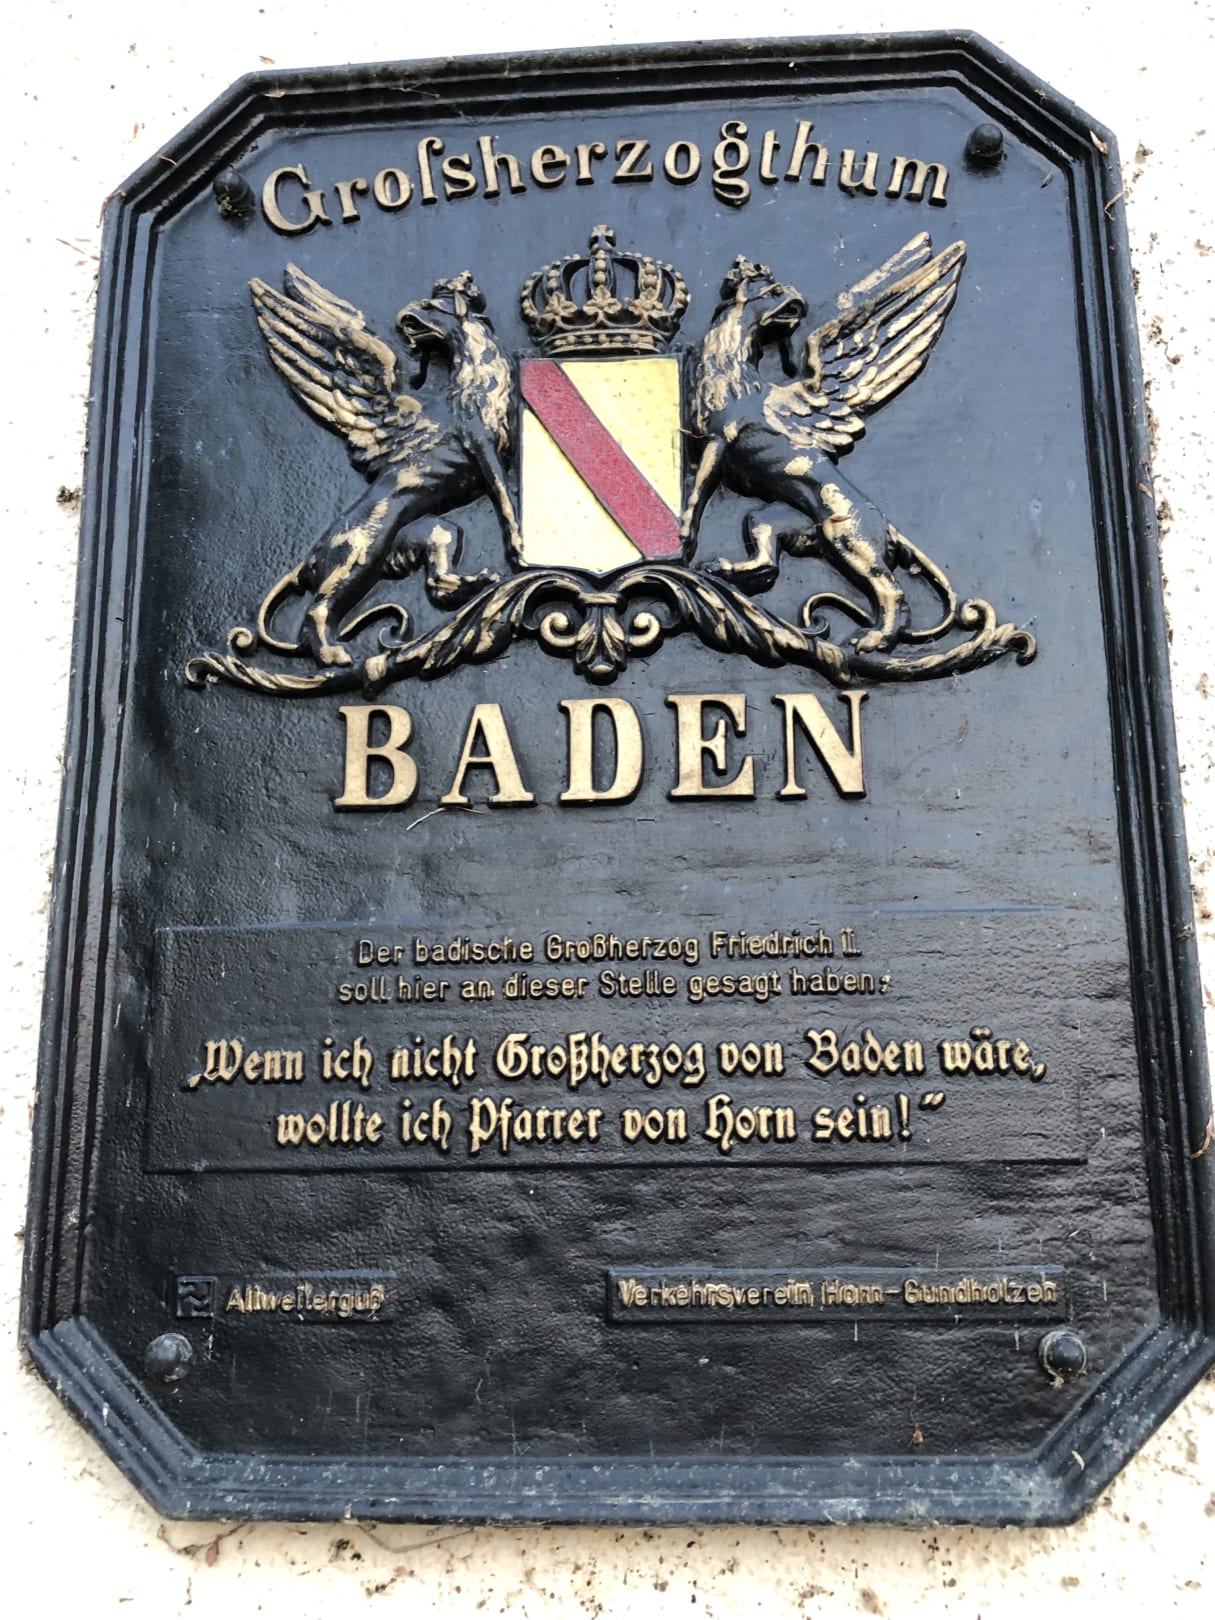 Groſsherzogthum
BADEN
Der badische Großherzog Friedrich I.
soll hier an dieser Stelle gesagt haben:
„Wenn ich nicht Großherzog von Baden wäre,
wollte ich Pfarrer von Horn sein!“
Allweilerguß
Verkehrsverein Horn-Gundholzen